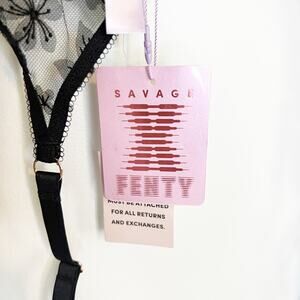 SAVAGE
X
FENTY
MUST BE ATTACHED
FOR ALL RETURNS
AND EXCHANGES.